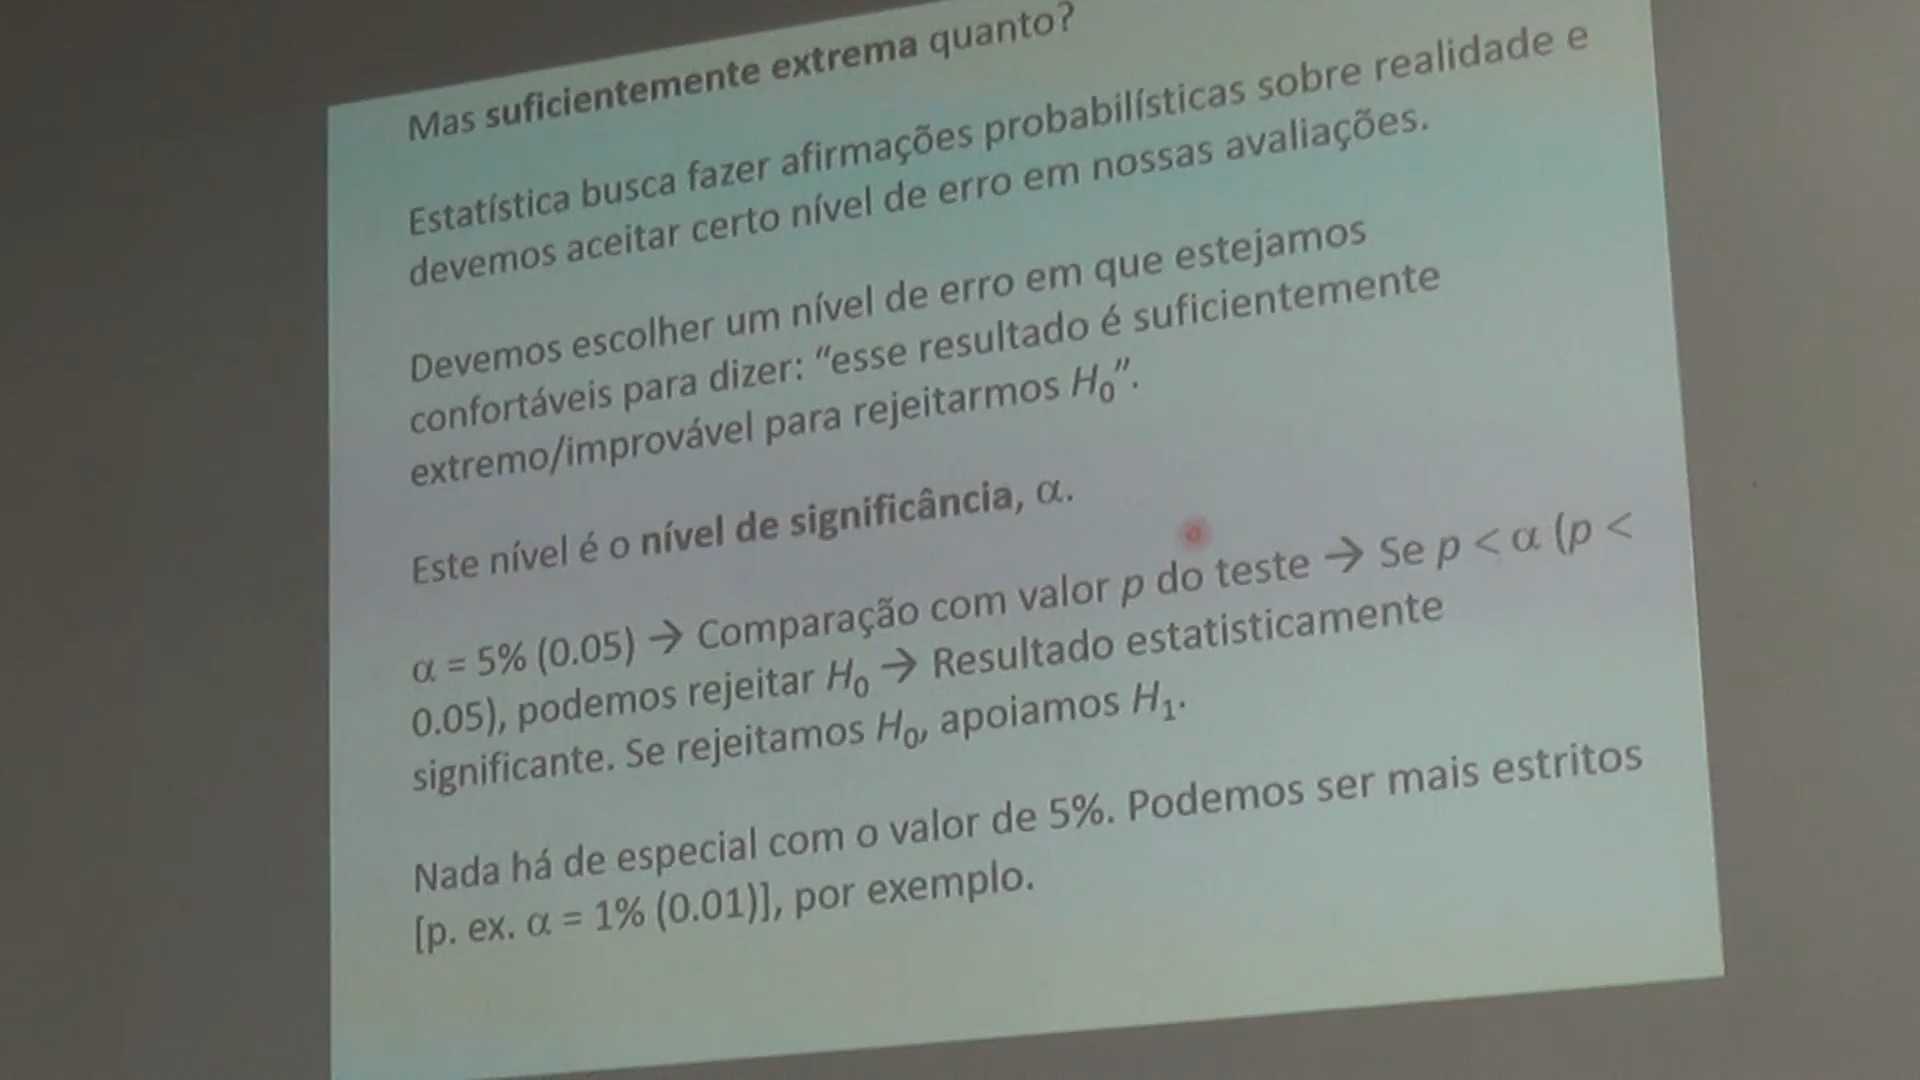 Mas suficientemente extrema quanto?
Estatística busca fazer afirmações probabilísticas sobre realidade e
devemos aceitar certo nível de erro em nossas avaliações.
Devemos escolher um nível de erro em que estejamos
confortáveis para dizer: “esse resultado é suficientemente
extremo/improvável para rejeitarmos H₀”.
Este nível é o nível de significância, α.
α = 5% (0.05) → Comparação com valor p do teste → Se p < α (p <
0.05), podemos rejeitar H₀ → Resultado estatisticamente
significante. Se rejeitamos H₀, apoiamos H₁.
Nada há de especial com o valor de 5%. Podemos ser mais estritos
[p. ex. α = 1% (0.01)], por exemplo.